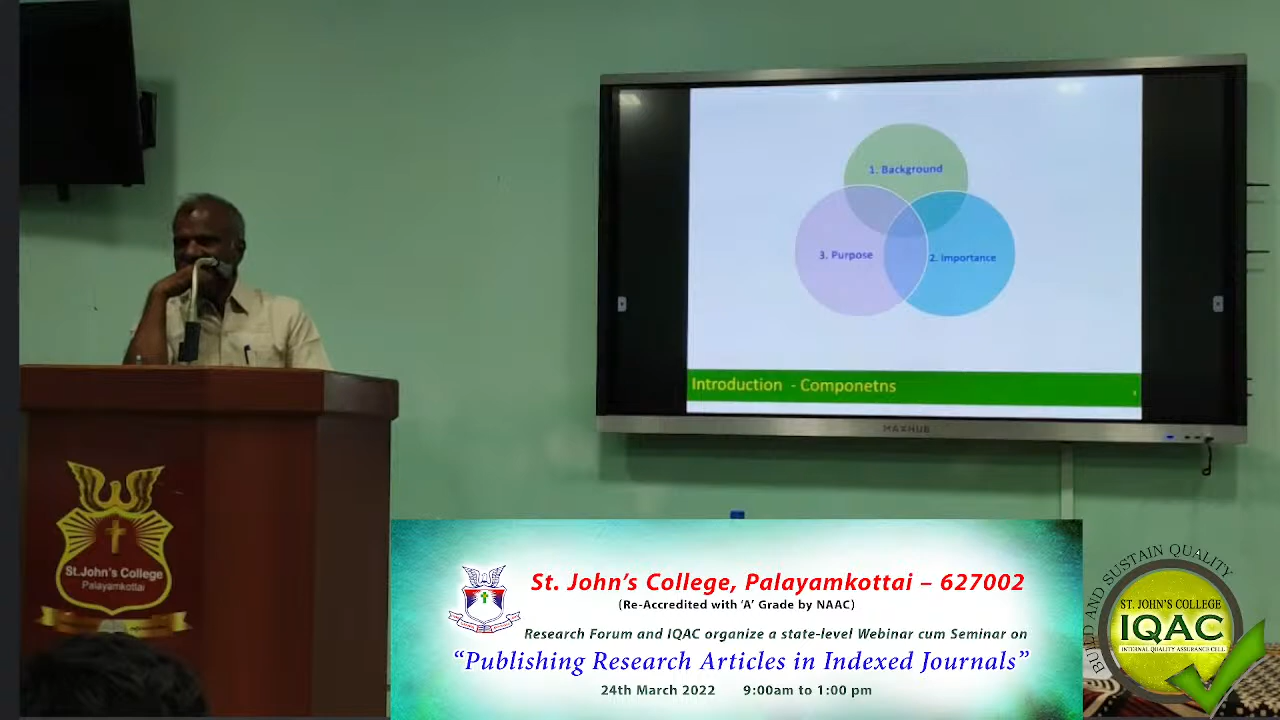 1. Background
3. Purpose
2. Importance
Introduction - Componetns
MAXHUB
St.John's College
Palayamkottai
St. John's College, Palayamkottai – 627002
(Re-Accredited with 'A' Grade by NAAC)
Research Forum and IQAC organize a state-level Webinar cum Seminar on
“Publishing Research Articles in Indexed Journals”
24th March 2022 9:00am to 1:00 pm
BUILD AND SUSTAIN QUALITY
ST. JOHN'S COLLEGE
IQAC
INTERNAL QUALITY ASSURANCE CELL